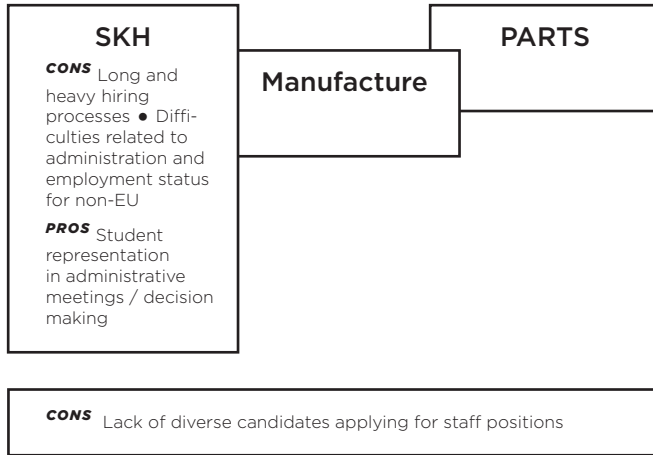 SKH
CONS Long and
heavy hiring
processes ● Diffi-
culties related to
administration and
employment status
for non-EU
PROS Student
representation
in administrative
meetings / decision
making
Manufacture
PARTS
CONS Lack of diverse candidates applying for staff positions